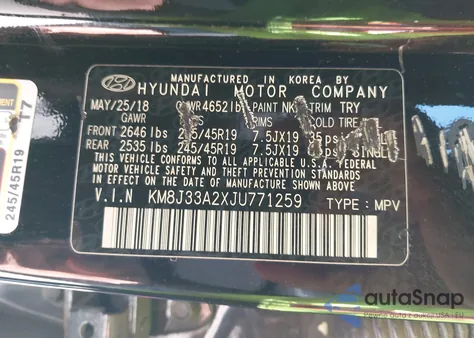 MANUFACTURED IN KOREA BY
HYUNDAI MOTOR COMPANY
MAY/25/18 GVWR4652lbs PAINT NK TRIM TRY
GAWR RIMS COLD TIRE
FRONT 2646 lbs 245/45R19 7.5JX19 35psi
REAR 2535 lbs 245/45R19 7.5JX19 SINGLE
THIS VEHICLE CONFORMS TO ALL APPLICABLE
FEDERAL MOTOR VEHICLE SAFETY, BUMPER, AND
THEFT PREVENTION STANDARDS IN EFFECT ON THE
DATE OF MANUFACTURE SHOWN ABOVE.
V.I.N KM8J33A2XJU771259 TYPE:MPV
245/45R19
T7
autoSnap